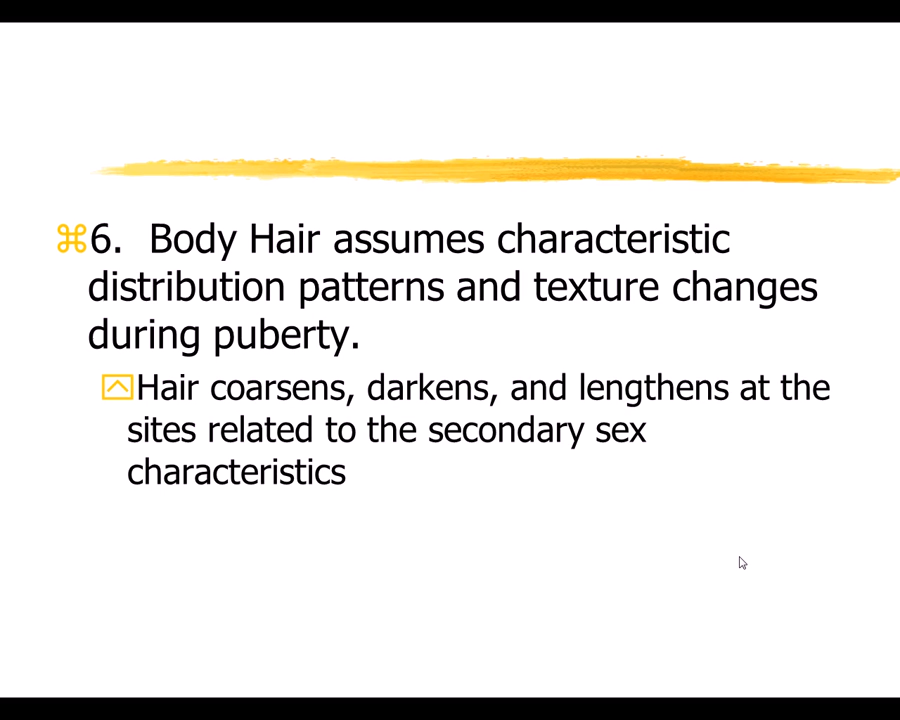 6. Body Hair assumes characteristic
distribution patterns and texture changes
during puberty.
Hair coarsens, darkens, and lengthens at the
sites related to the secondary sex
characteristics